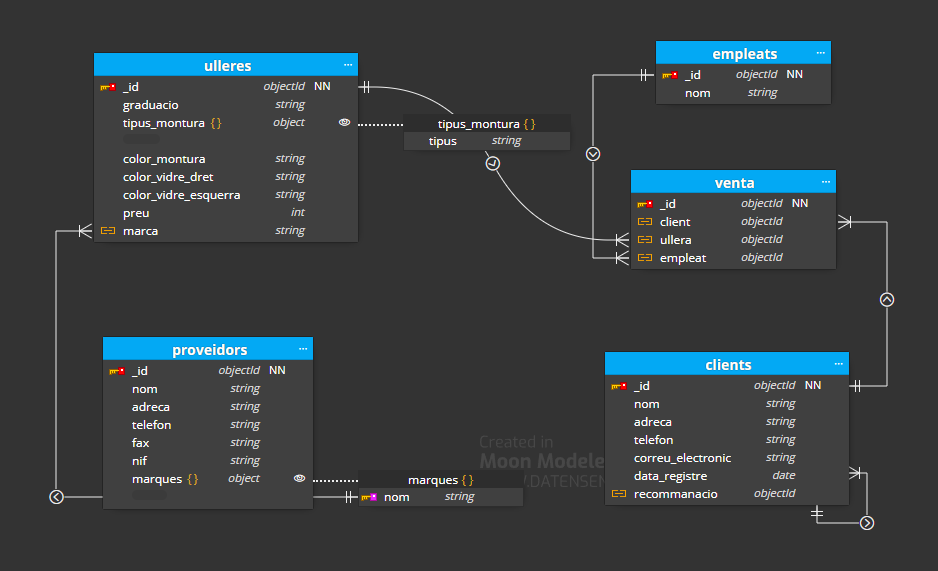 ulleres ...
_id objectId NN
graduacio string
tipus_montura { } object
color_montura string
color_vidre_dret string
color_vidre_esquerra string
preu int
marca string
tipus_montura { }
tipus string
empleats ...
_id objectId NN
nom string
venta ...
_id objectId NN
client objectId
ullera objectId
empleat objectId
proveidors ...
_id objectId NN
nom string
adreca string
telefon string
fax string
nif string
marques { } object
marques { }
nom string
clients ...
_id objectId NN
nom string
adreca string
telefon string
correu_electronic string
data_registre date
recommanacio objectId
Created in
Moon Modele